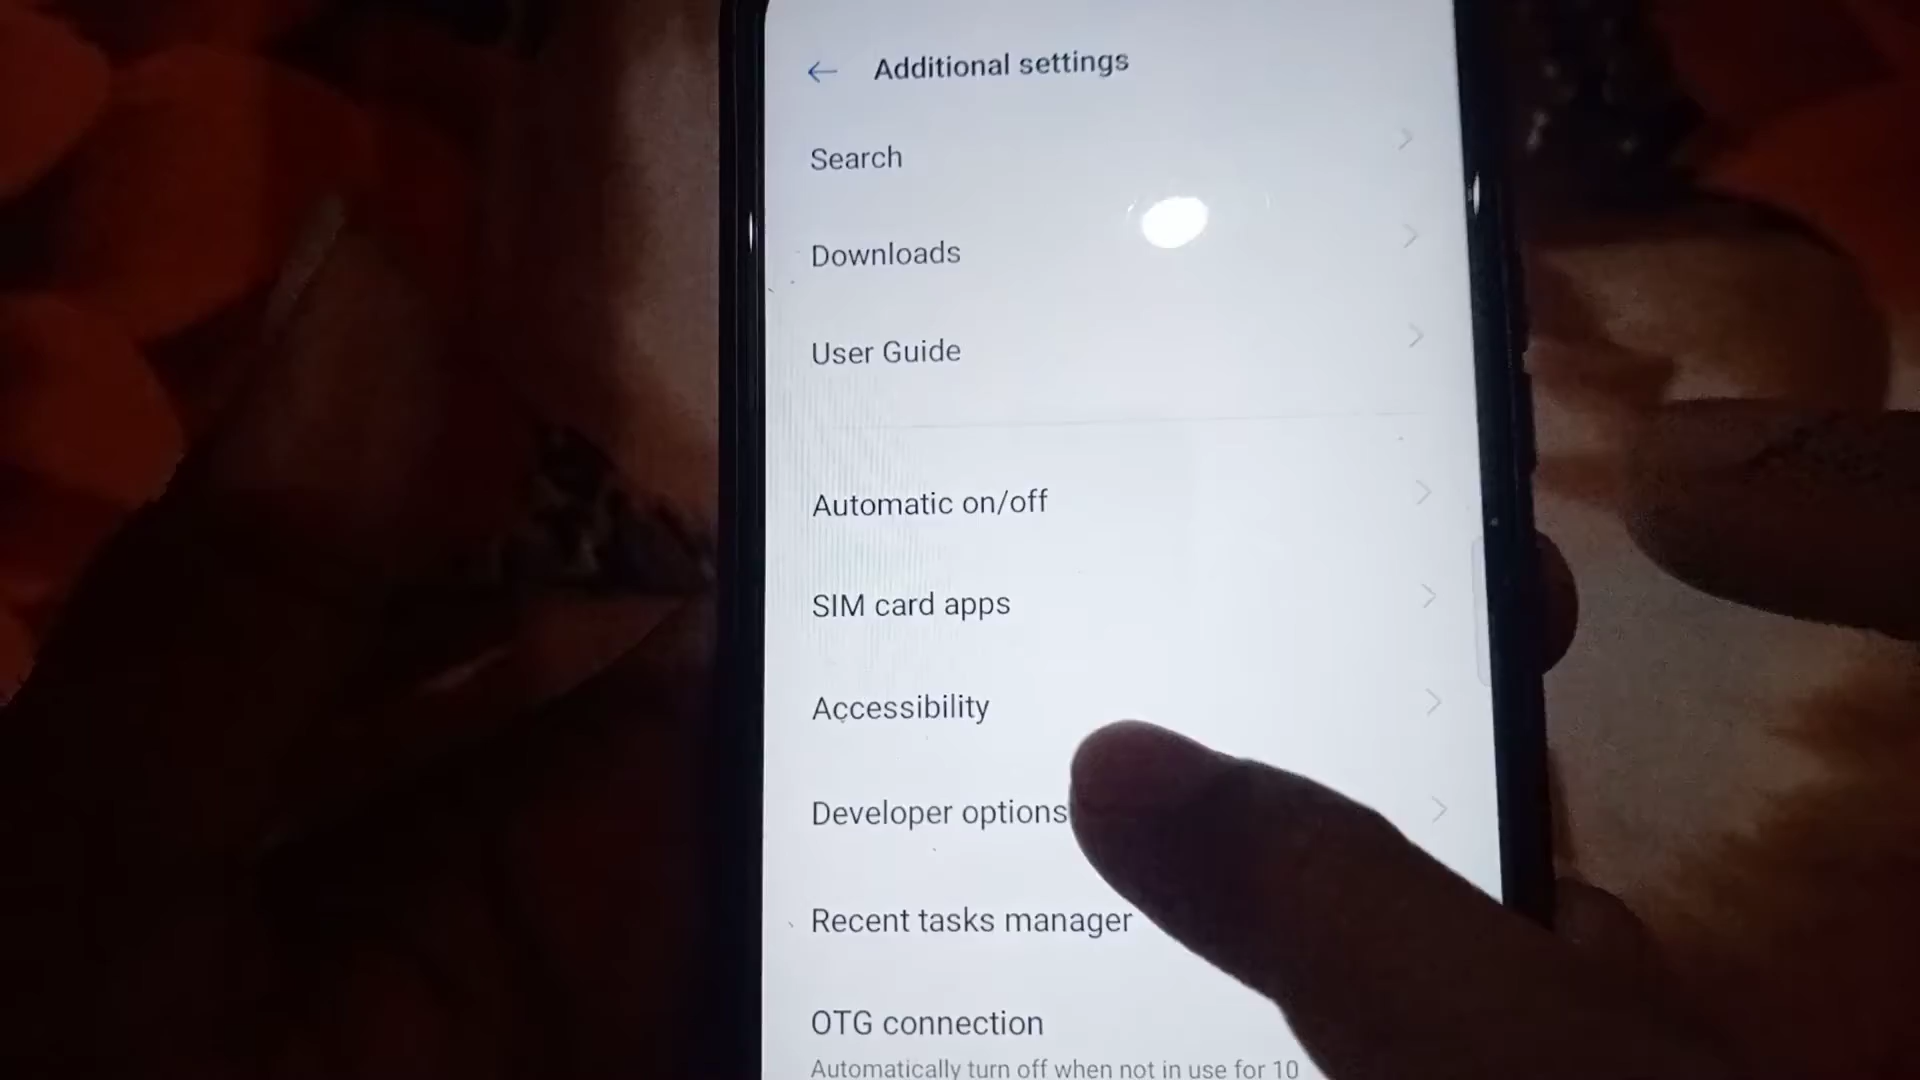 Additional settings
Search
Downloads
User Guide
Automatic on/off
SIM card apps
Accessibility
Developer options
Recent tasks manager
OTG connection
Automatically turn off when not in use for 10